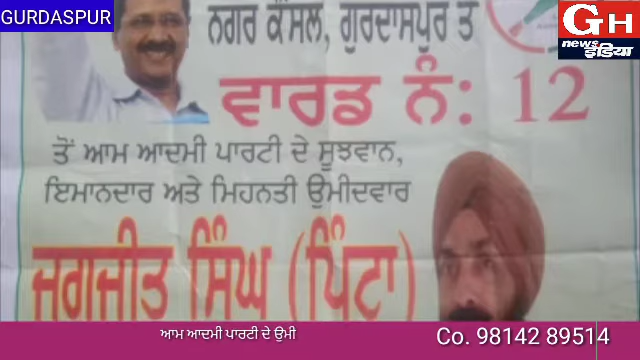 GURDASPUR
GH
news
इंडिया
ਨਗਰ ਕੌਂਸਲ, ਗੁਰਦਾਸਪੁਰ ਤੋਂ
ਵਾਰਡ ਨੰ: 12
ਤੋਂ ਆਮ ਆਦਮੀ ਪਾਰਟੀ ਦੇ ਸੂਝਵਾਨ,
ਇਮਾਨਦਾਰ ਅਤੇ ਮਿਹਨਤੀ ਉਮੀਦਵਾਰ
ਜਗਜੀਤ ਸਿੰਘ (ਪਿੰਟਾ)
ਆਮ ਆਦਮੀ ਪਾਰਟੀ ਦੇ ਉਮੀ
Co. 98142 89514